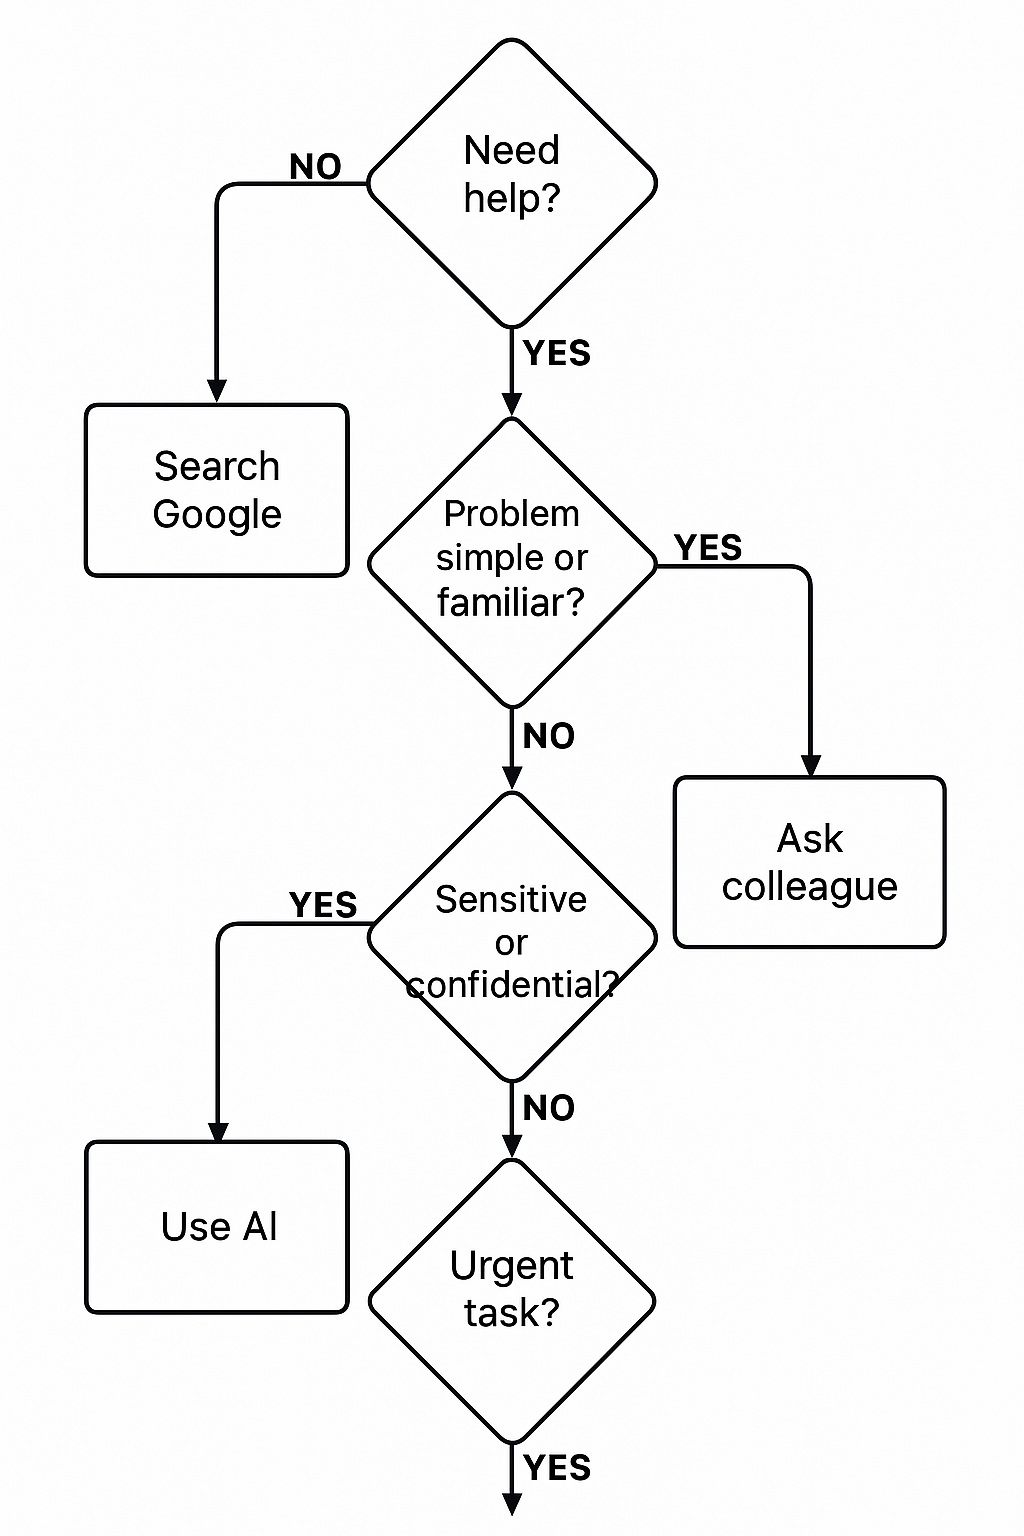 Need
help?
NO
YES
Search
Google
Problem
simple or
familiar?
YES
NO
Ask
colleague
Sensitive
or
confidential?
YES
NO
Use AI
Urgent
task?
YES